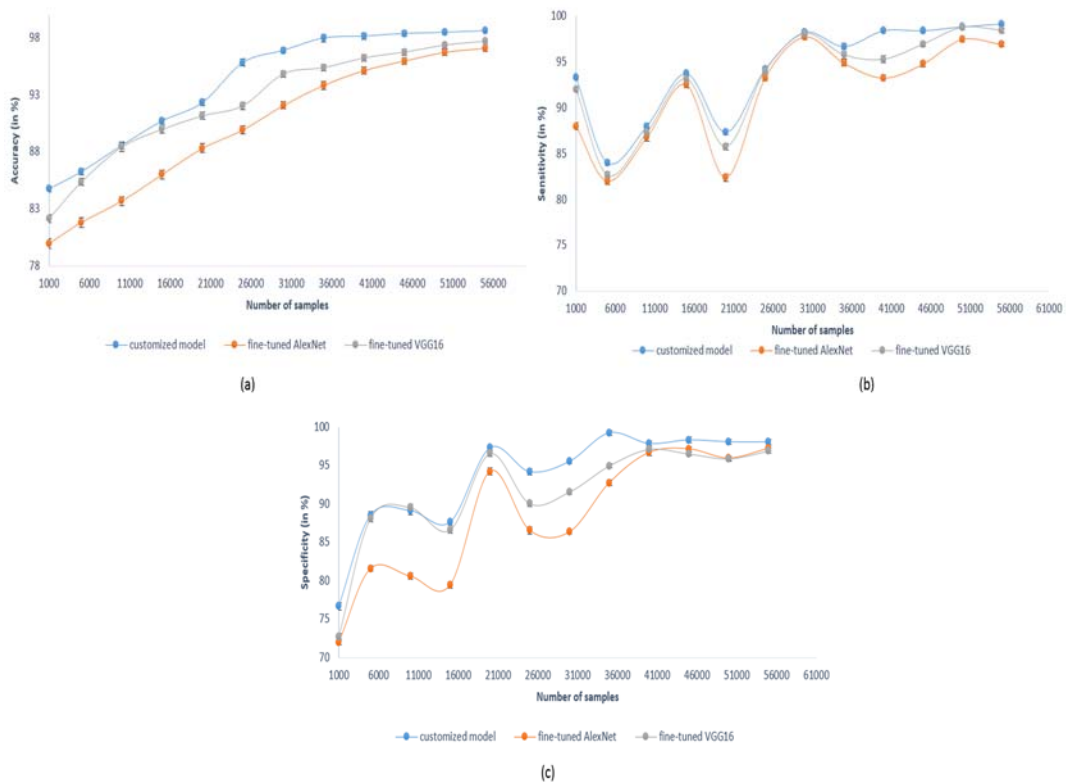 98
93
88
83
78
Accuracy (in %)
1000 6000 11000 16000 21000 26000 31000 36000 41000 46000 51000 56000
Number of samples
customized model fine-tuned AlexNet fine-tuned VGG16
(a)
100
95
90
85
80
75
70
Sensitivity (in %)
1000 6000 11000 16000 21000 26000 31000 36000 41000 46000 51000 56000 61000
Number of samples
customized model fine-tuned AlexNet fine-tuned VGG16
(b)
100
95
90
85
80
75
70
Specificity (in %)
1000 6000 11000 16000 21000 26000 31000 36000 41000 46000 51000 56000 61000
Number of samples
customized model fine-tuned AlexNet fine-tuned VGG16
(c)